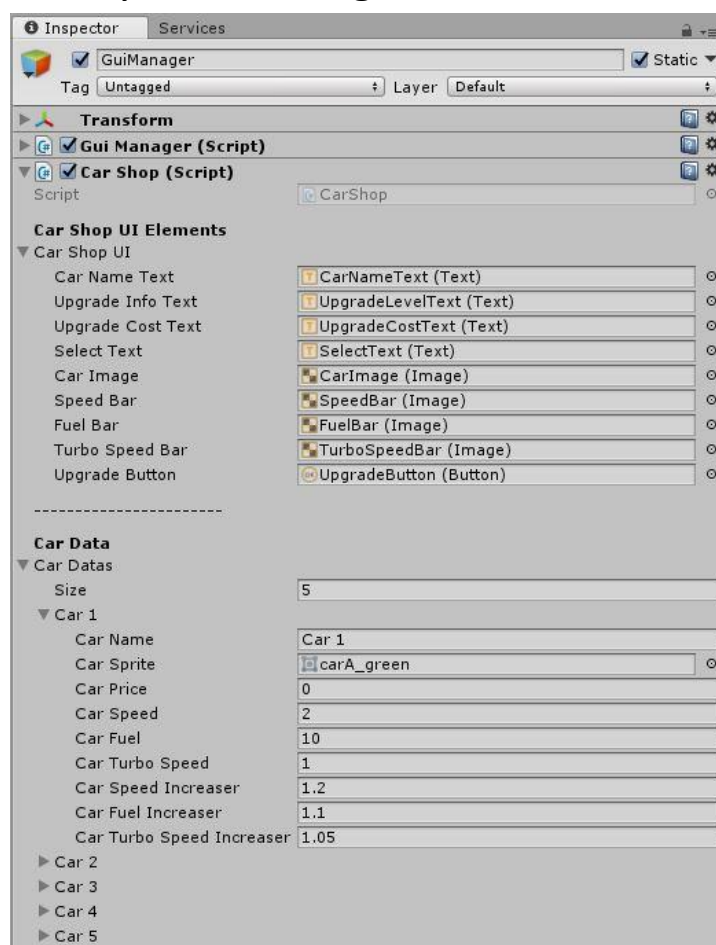 Inspector Services
GuiManager Static
Tag Untagged Layer Default
Transform
Gui Manager (Script)
Car Shop (Script)
Script CarShop
Car Shop UI Elements
Car Shop UI
Car Name Text CarNameText (Text)
Upgrade Info Text UpgradeLevelText (Text)
Upgrade Cost Text UpgradeCostText (Text)
Select Text SelectText (Text)
Car Image CarImage (Image)
Speed Bar SpeedBar (Image)
Fuel Bar FuelBar (Image)
Turbo Speed Bar TurboSpeedBar (Image)
Upgrade Button UpgradeButton (Button)
-----------------------
Car Data
Car Datas
Size 5
Car 1
Car Name Car 1
Car Sprite carA_green
Car Price 0
Car Speed 2
Car Fuel 10
Car Turbo Speed 1
Car Speed Increaser 1.2
Car Fuel Increaser 1.1
Car Turbo Speed Increaser 1.05
Car 2
Car 3
Car 4
Car 5